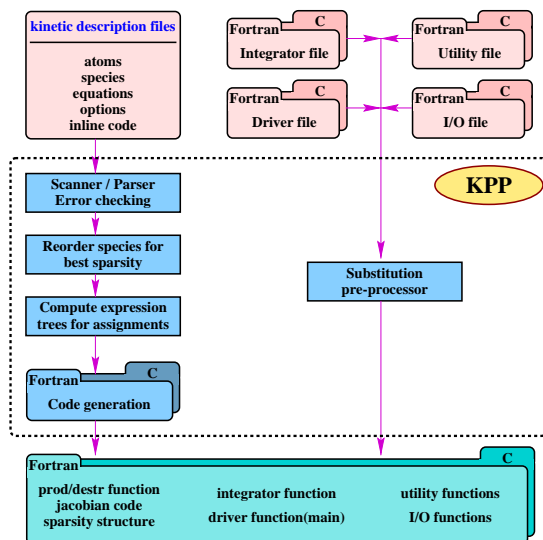 kinetic description files
atoms
species
equations
options
inline code
Fortran C
Integrator file
Fortran C
Utility file
Fortran C
Driver file
Fortran C
I/O file
KPP
Scanner / Parser
Error checking
Reorder species for
best sparsity
Compute expression
trees for assignments
Fortran C
Code generation
Substitution
pre-processor
Fortran C
prod/destr function
jacobian code
sparsity structure
integrator function
driver function(main)
utility functions
I/O functions